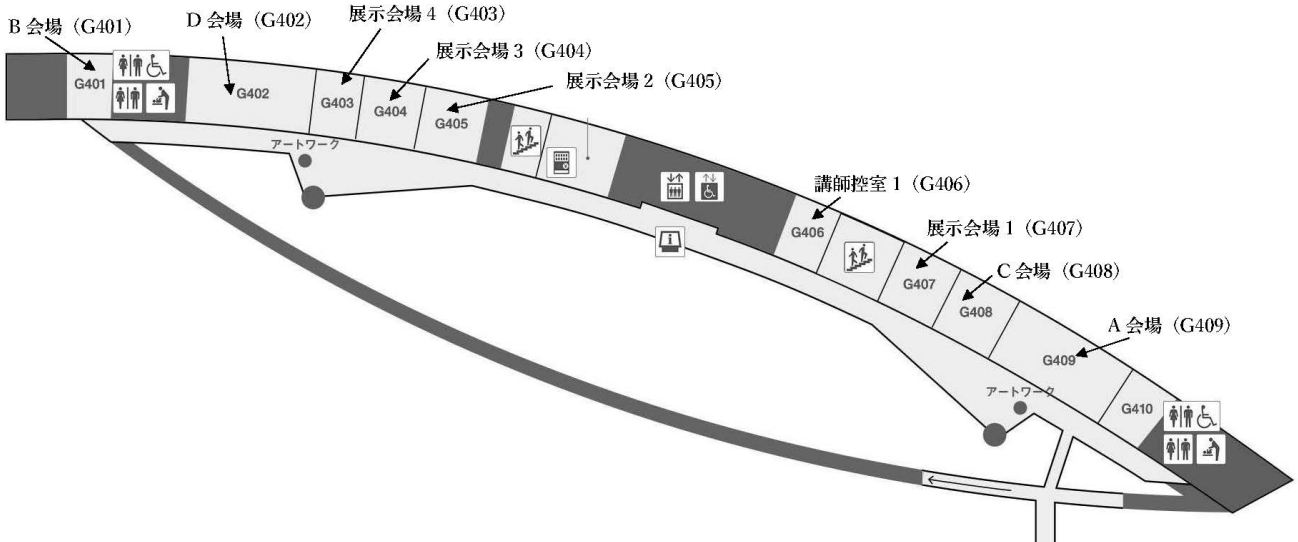 B 会場（G401）
D 会場（G402）
展示会場 4（G403）
展示会場 3（G404）
展示会場 2（G405）
G401
G402
G403
G404
G405
アートワーク
講師控室 1（G406）
展示会場 1（G407）
C 会場（G408）
A 会場（G409）
G406
G407
G408
G409
アートワーク
G410